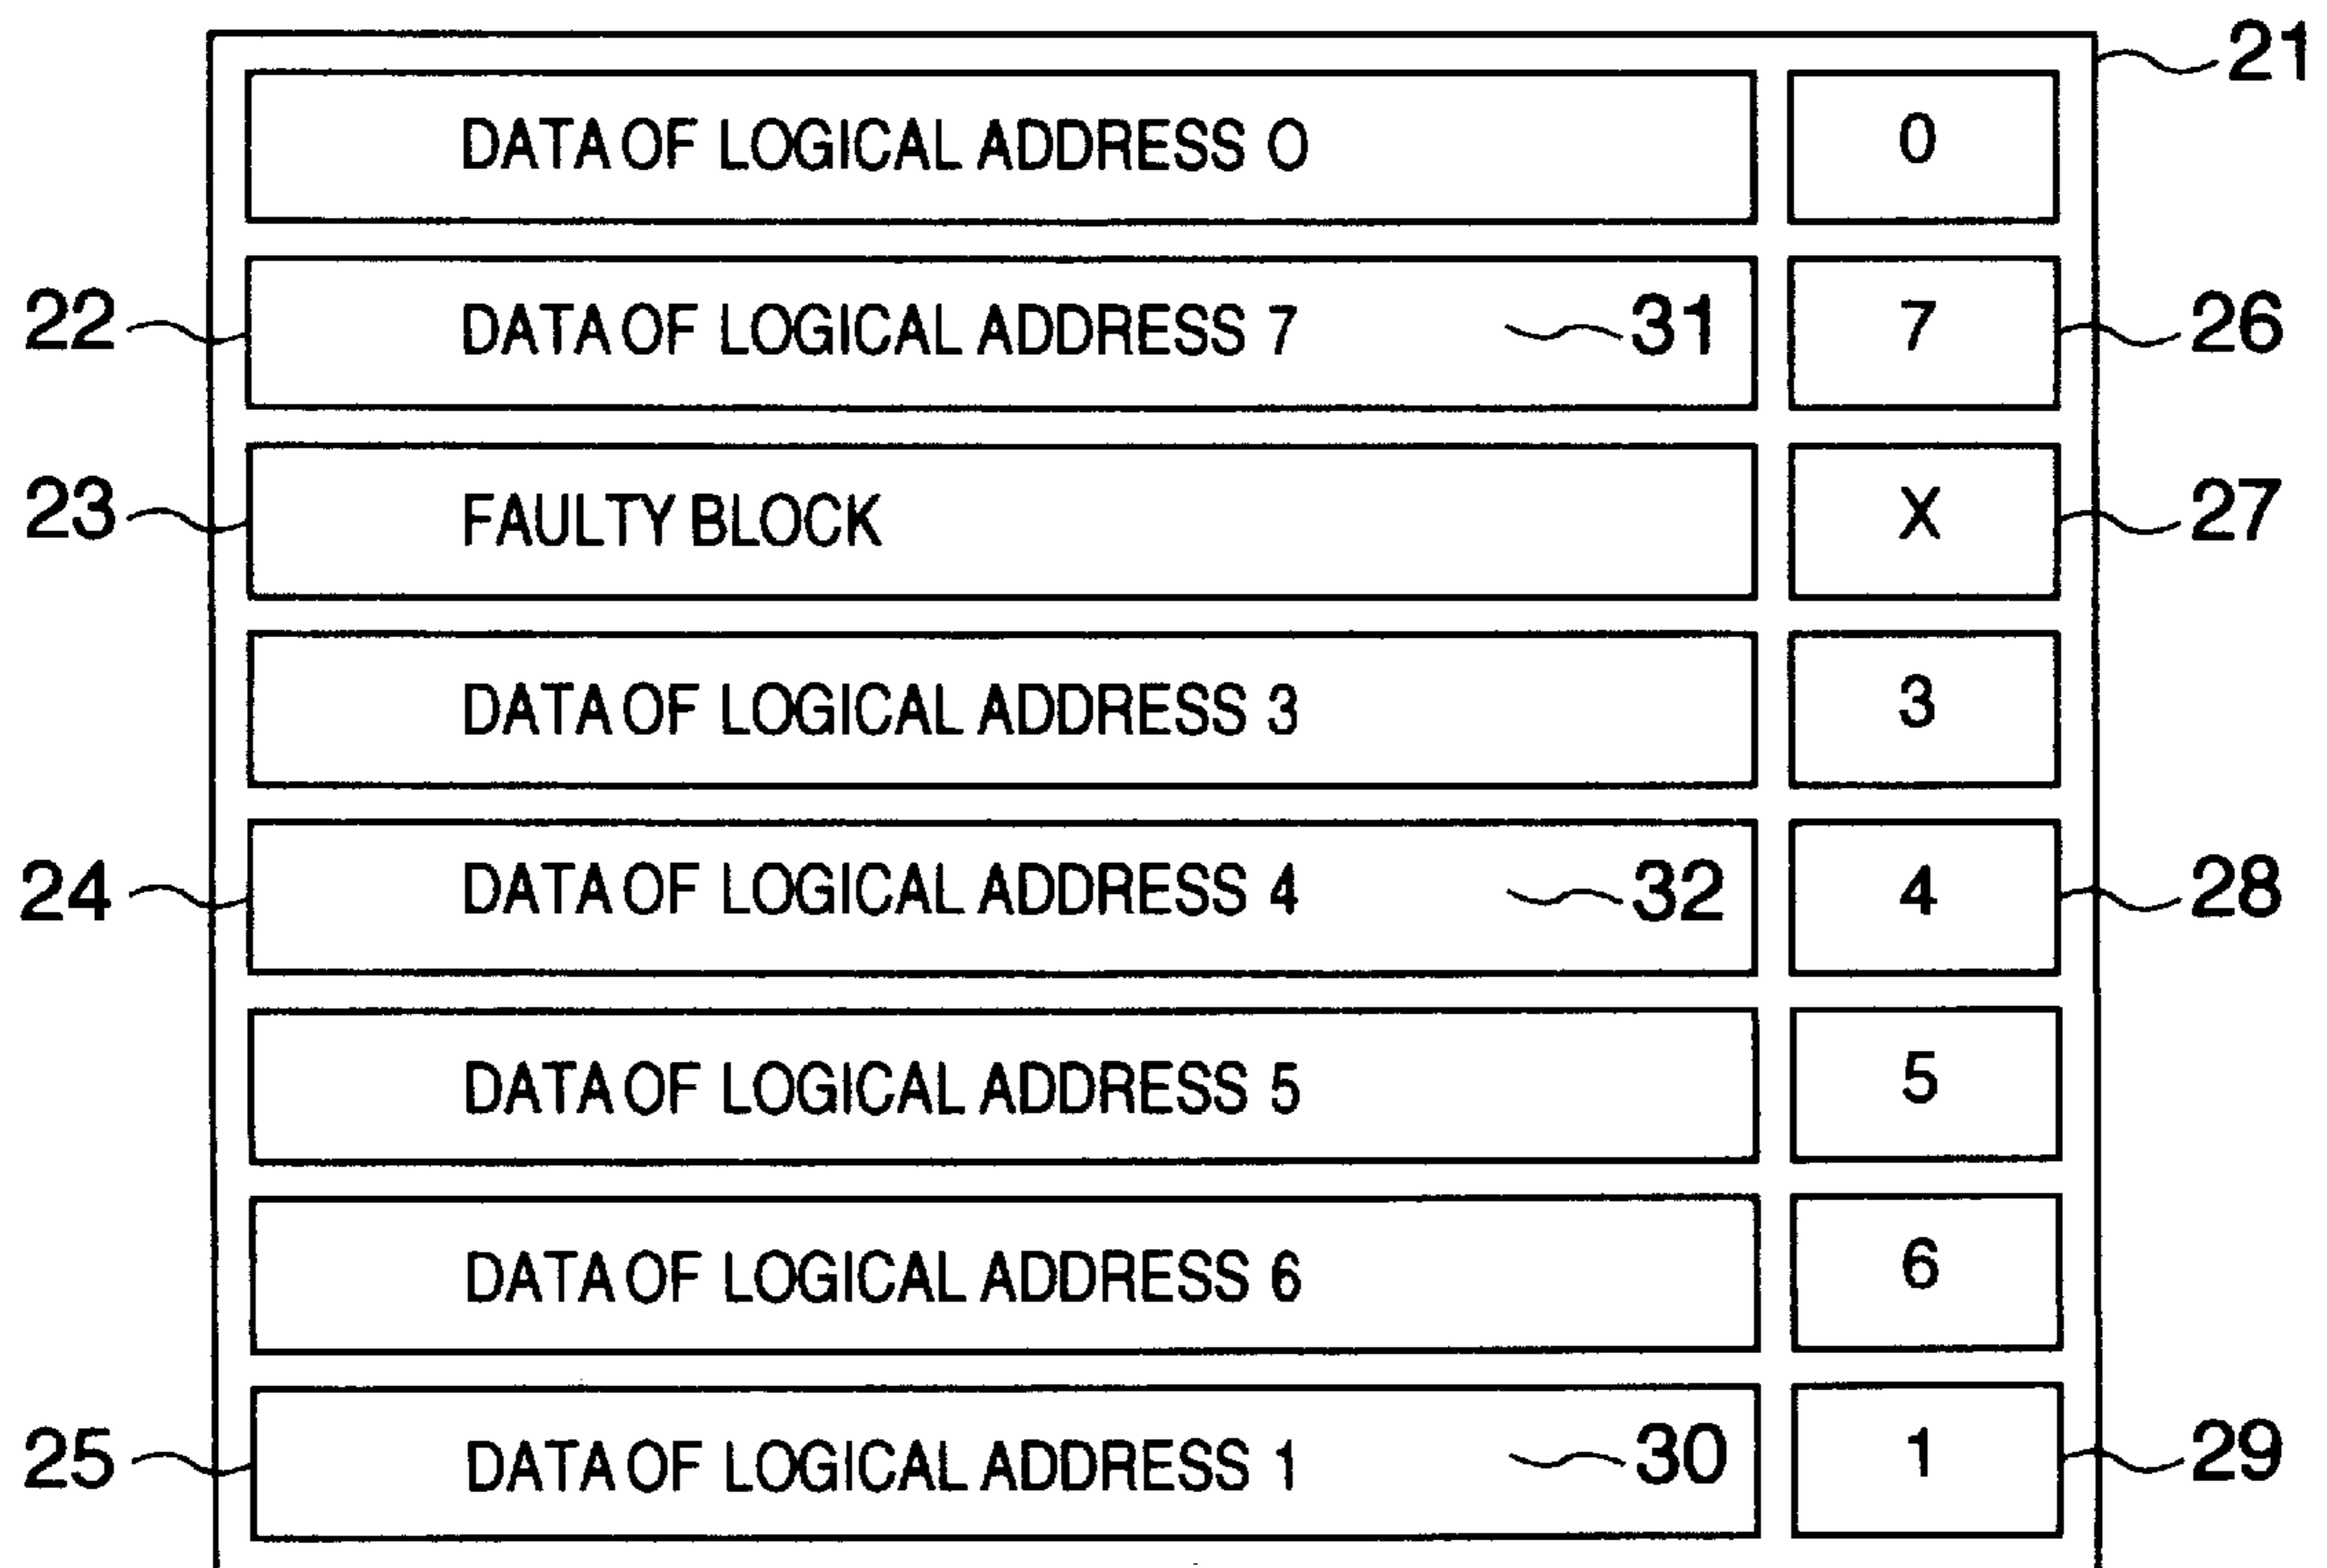 21
DATA OF LOGICAL ADDRESS 0 0
22 DATA OF LOGICAL ADDRESS 7 31 7 26
23 FAULTY BLOCK X 27
DATA OF LOGICAL ADDRESS 3 3
24 DATA OF LOGICAL ADDRESS 4 32 4 28
DATA OF LOGICAL ADDRESS 5 5
DATA OF LOGICAL ADDRESS 6 6
25 DATA OF LOGICAL ADDRESS 1 30 1 29